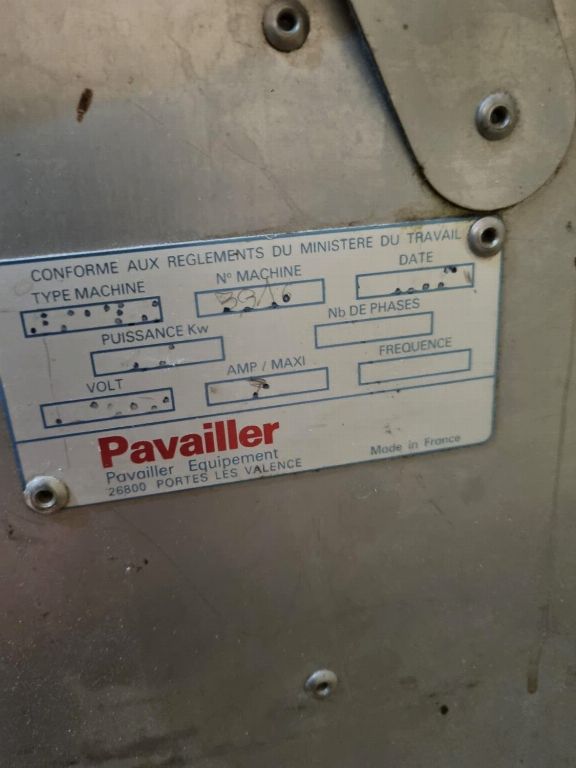 CONFORME AUX REGLEMENTS DU MINISTERE DU TRAVAIL
TYPE MACHINE N° MACHINE DATE
PUISSANCE Kw Nb DE PHASES
VOLT AMP / MAXI FREQUENCE
Pavailler
Pavailler Equipement Made in France
26800 PORTES LES VALENCE